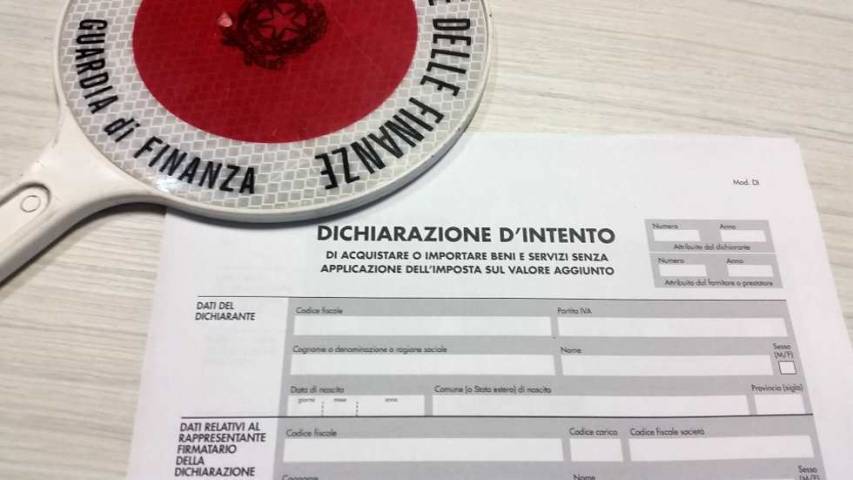 E DELLE FINANZE
GUARDIA di FINANZA
Mod. DI
DICHIARAZIONE D'INTENTO
DI ACQUISTARE O IMPORTARE BENI E SERVIZI SENZA
APPLICAZIONE DELL'IMPOSTA SUL VALORE AGGIUNTO
Numero Anno
Attribuito dal dichiarante
Numero Anno
Attribuito dal fornitore o prestatore
DATI DEL
DICHIARANTE
Codice fiscale Partita IVA
Cognome o denominazione o ragione sociale Nome Sesso
(M/F)
Data di nascita Comune (o Stato estero) di nascita Provincia (sigla)
giorno mese anno
DATI RELATIVI AL
RAPPRESENTANTE
FIRMATARIO
DELLA
DICHIARAZIONE
Codice fiscale Codice carica Codice fiscale società
Cognome Nome Sesso
(M/F)